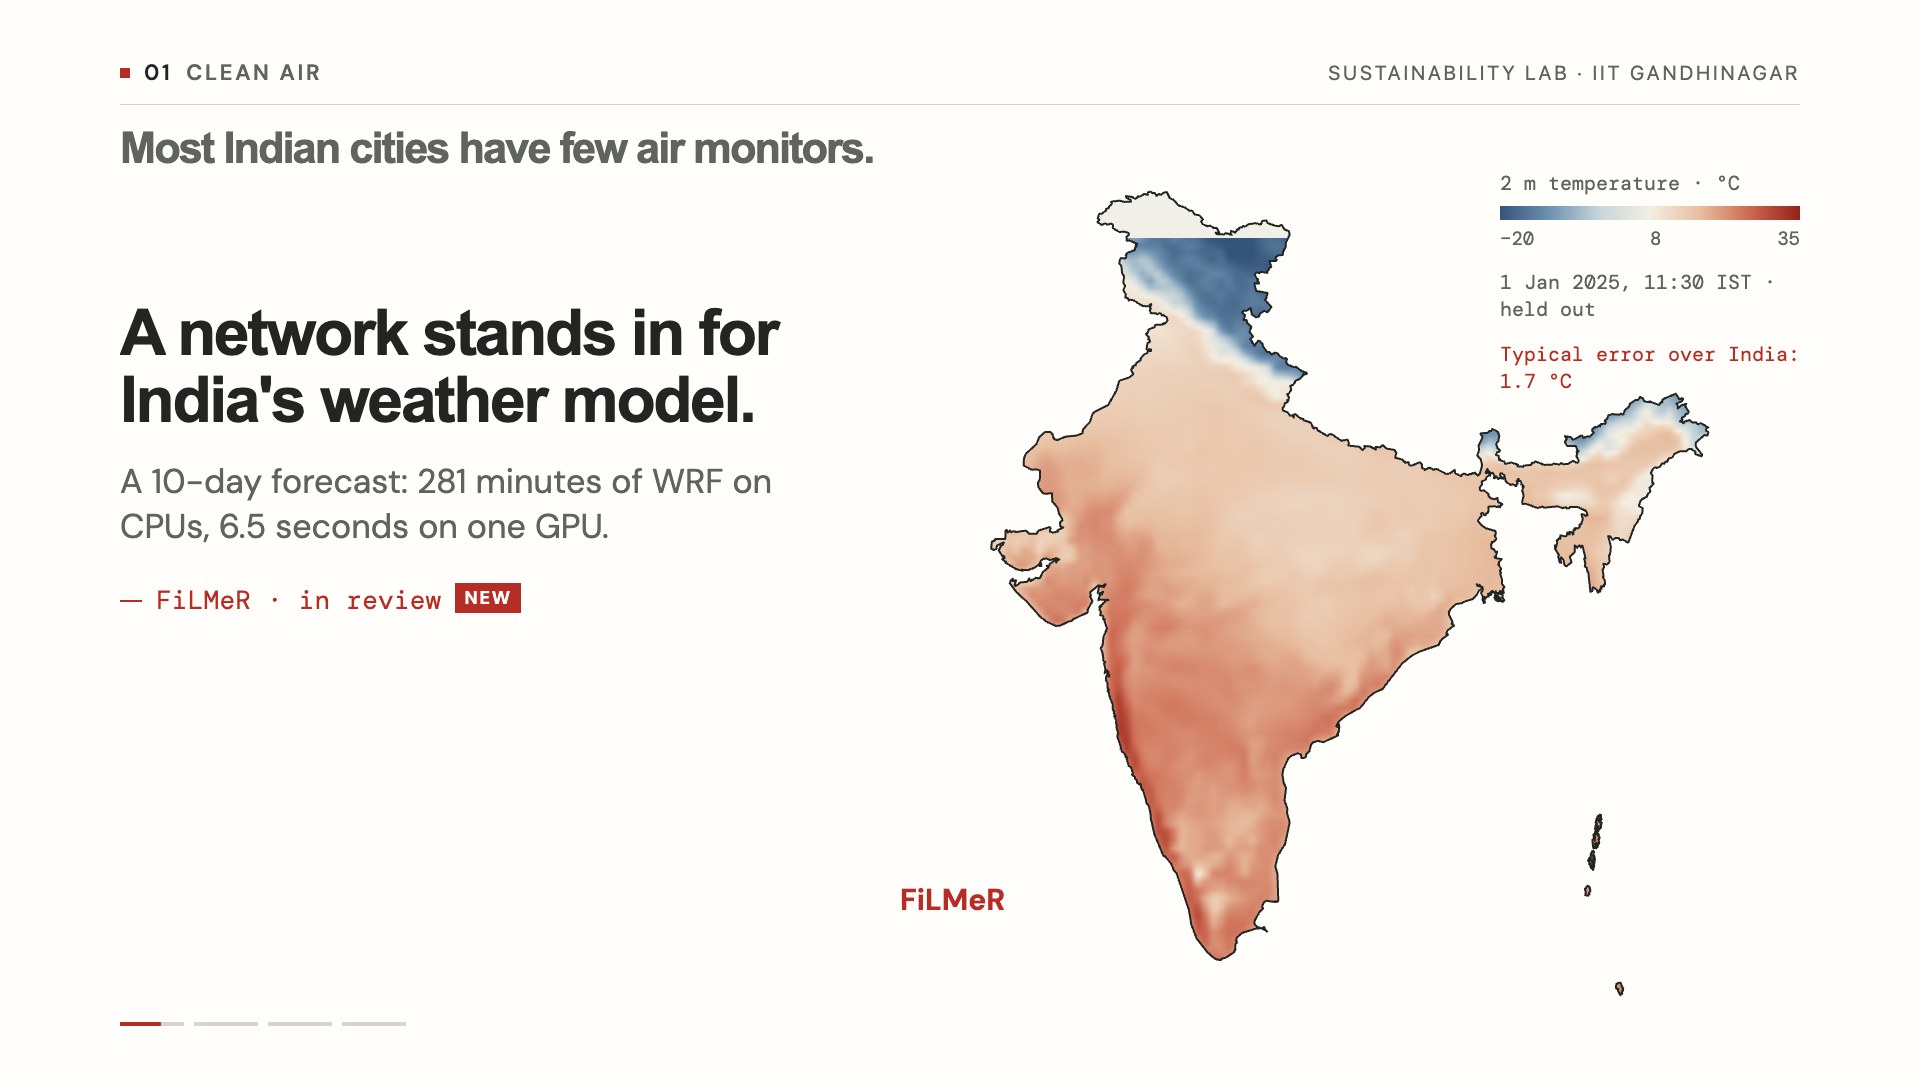 01 CLEAN AIR
SUSTAINABILITY LAB · IIT GANDHINAGAR
Most Indian cities have few air monitors.
A network stands in for
India's weather model.
A 10-day forecast: 281 minutes of WRF on
CPUs, 6.5 seconds on one GPU.
— FiLMeR · in review NEW
2 m temperature · °C
−20 8 35
1 Jan 2025, 11:30 IST ·
held out
Typical error over India:
1.7 °C
FiLMeR